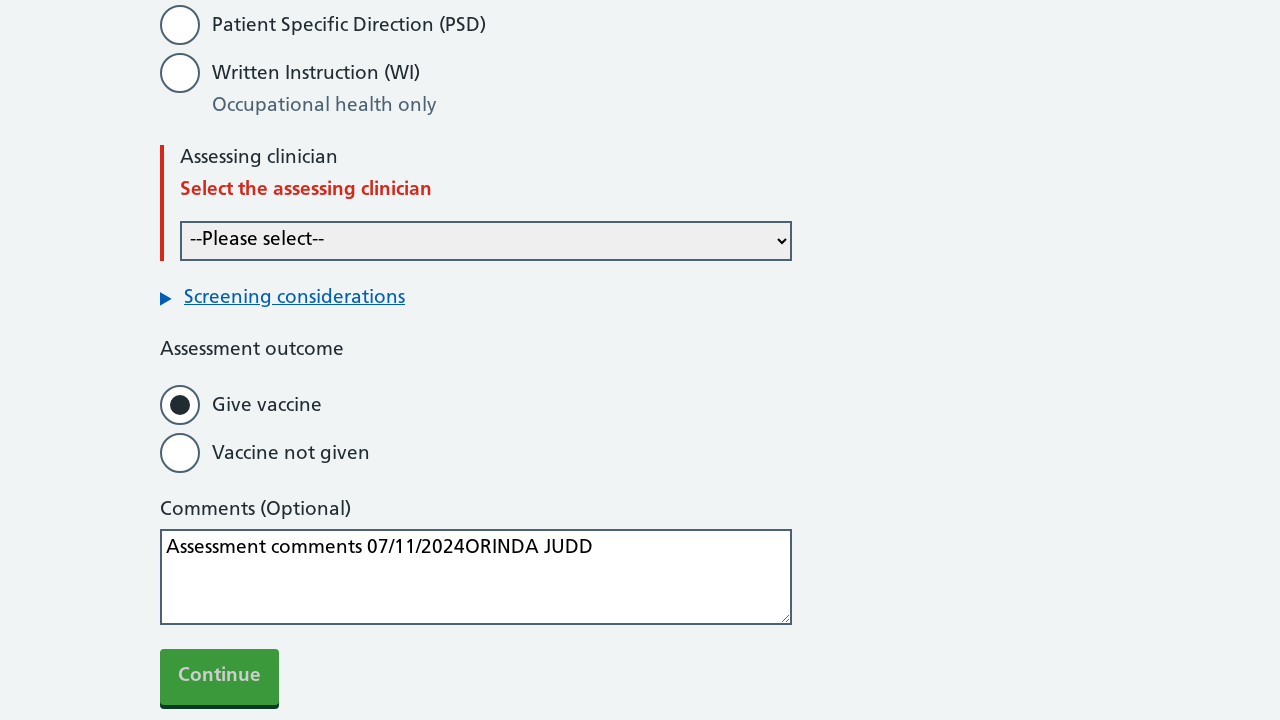 Patient Specific Direction (PSD)
Written Instruction (WI)
Occupational health only
Assessing clinician
Select the assessing clinician
--Please select--
Screening considerations
Assessment outcome
Give vaccine
Vaccine not given
Comments (Optional)
Assessment comments 07/11/2024ORINDA JUDD
Continue